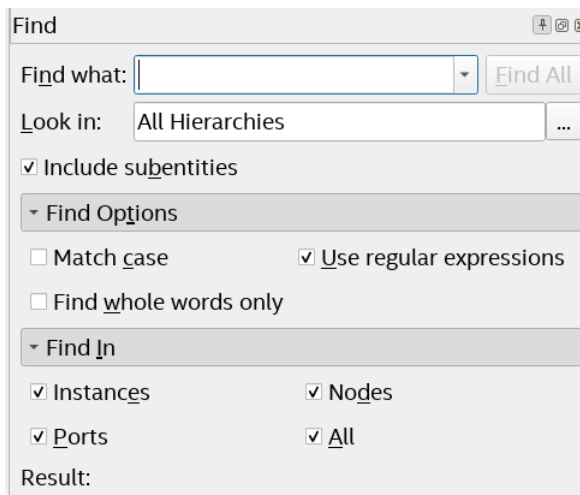 Find
Find what: Find All
Look in: All Hierarchies ...
Include subentities
Find Options
Match case Use regular expressions
Find whole words only
Find In
Instances Nodes
Ports All
Result: